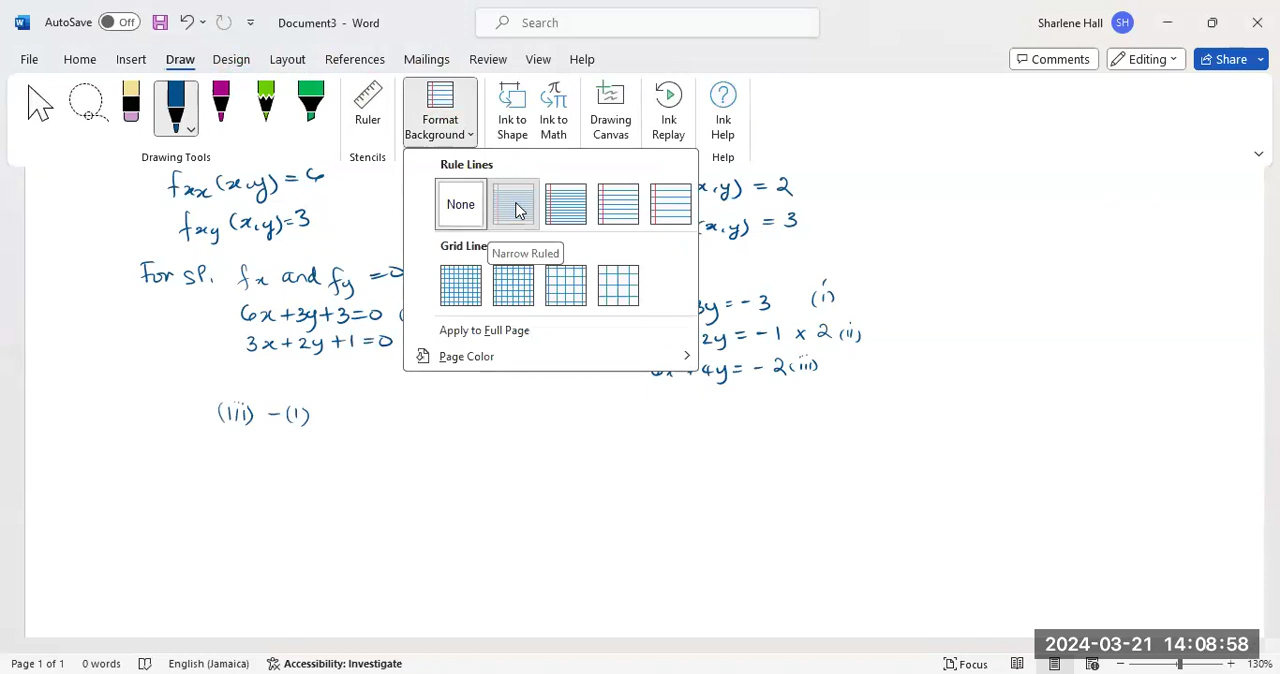 AutoSave Off Document3 - Word Search Sharlene Hall SH
File Home Insert Draw Design Layout References Mailings Review View Help Comments Editing Share
Ruler Format Background Ink to Shape Ink to Math Drawing Canvas Ink Replay Ink Help
Drawing Tools Stencils Help
Rule Lines
None
Narrow Ruled
Grid Line
Apply to Full Page
Page Color
fxx (x,y) = 6 x,y) = 2
fxy (x,y)=3 (x,y) = 3
For SP. fx and fy =0
6x+3y+3=0 ( 3y = -3 (i)
3x+2y+1=0 2y = -1 x 2 (ii)
4y = -2(iii)
(iii) -(1)
2024-03-21 14:08:58
Page 1 of 1 0 words English (Jamaica) Accessibility: Investigate Focus 130%